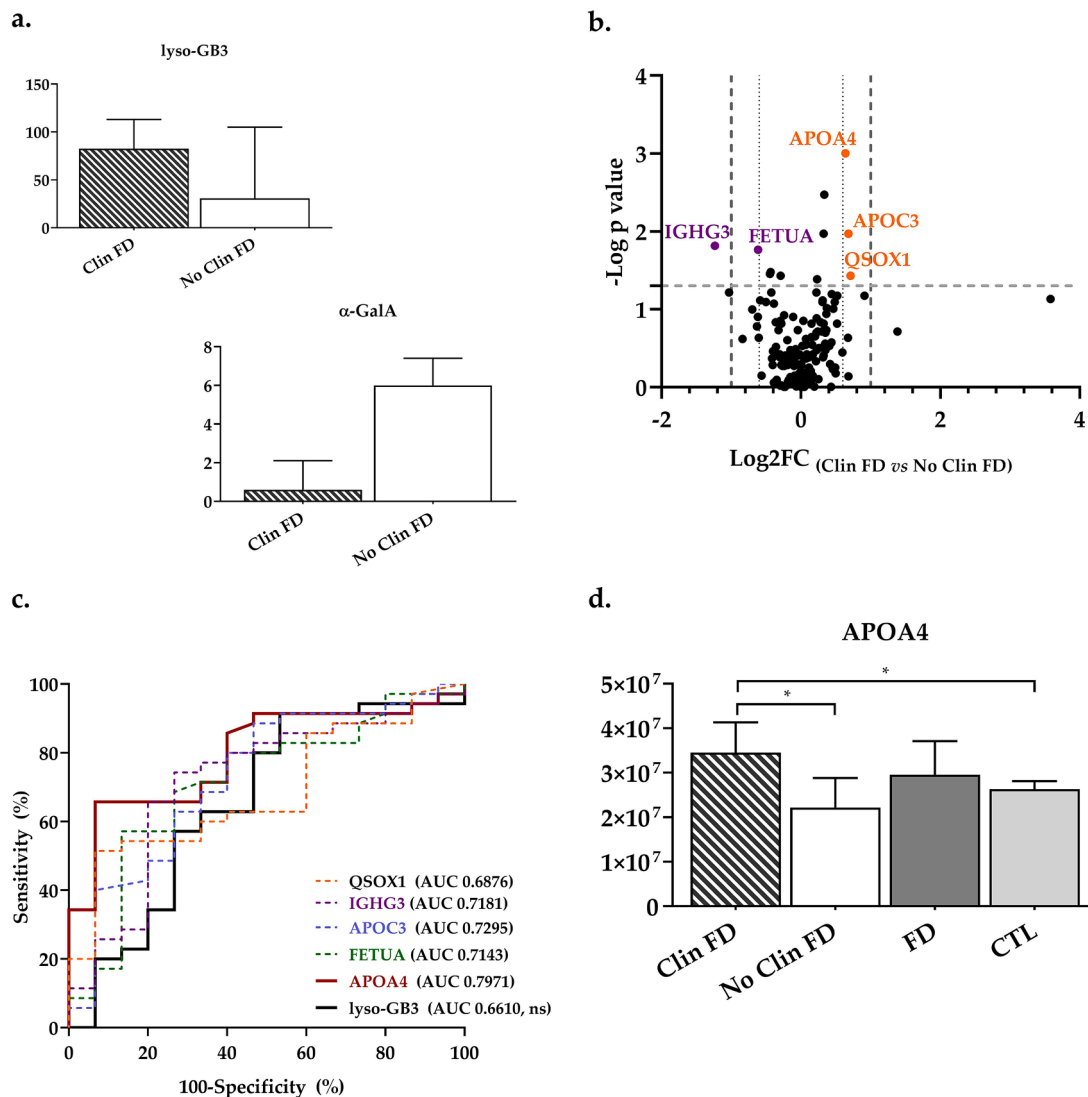 a.
lyso-GB3
150
100
50
0
Clin FD
No Clin FD
α-GalA
8
6
4
2
0
Clin FD
No Clin FD
b.
4
3
2
1
0
-Log p value
APOA4
APOC3
QSOX1
IGHG3
FETUA
-2
0
2
4
Log2FC (Clin FD vs No Clin FD)
c.
100
80
60
40
20
0
Sensitivity (%)
QSOX1 (AUC 0.6876)
IGHG3 (AUC 0.7181)
APOC3 (AUC 0.7295)
FETUA (AUC 0.7143)
APOA4 (AUC 0.7971)
lyso-GB3 (AUC 0.6610, ns)
0
20
40
60
80
100
100-Specificity (%)
d.
APOA4
*
*
5×10⁷
4×10⁷
3×10⁷
2×10⁷
1×10⁷
0
Clin FD
No Clin FD
FD
CTL